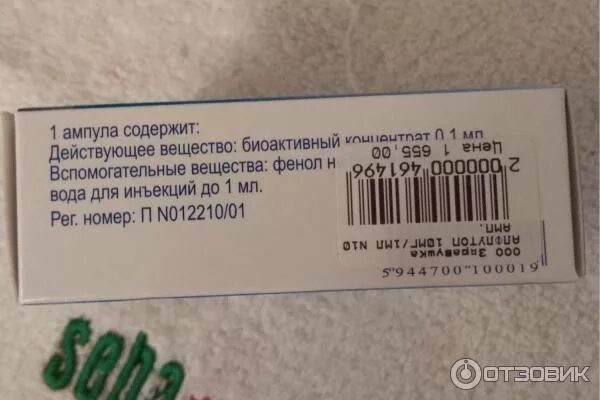 1 ампула содержит:
Действующее вещество: биоактивный концентрат 0,1 мл
Вспомогательные вещества: фенол н
вода для инъекций до 1 мл.
Рег. номер: П N012210/01
Цена 1 655,00
2 000000 461496
ООО Здравушка
АЛФЛУТОП 10МГ/1МЛ N10
АМП.
5 944700 100019
seba
ОТЗОВИК